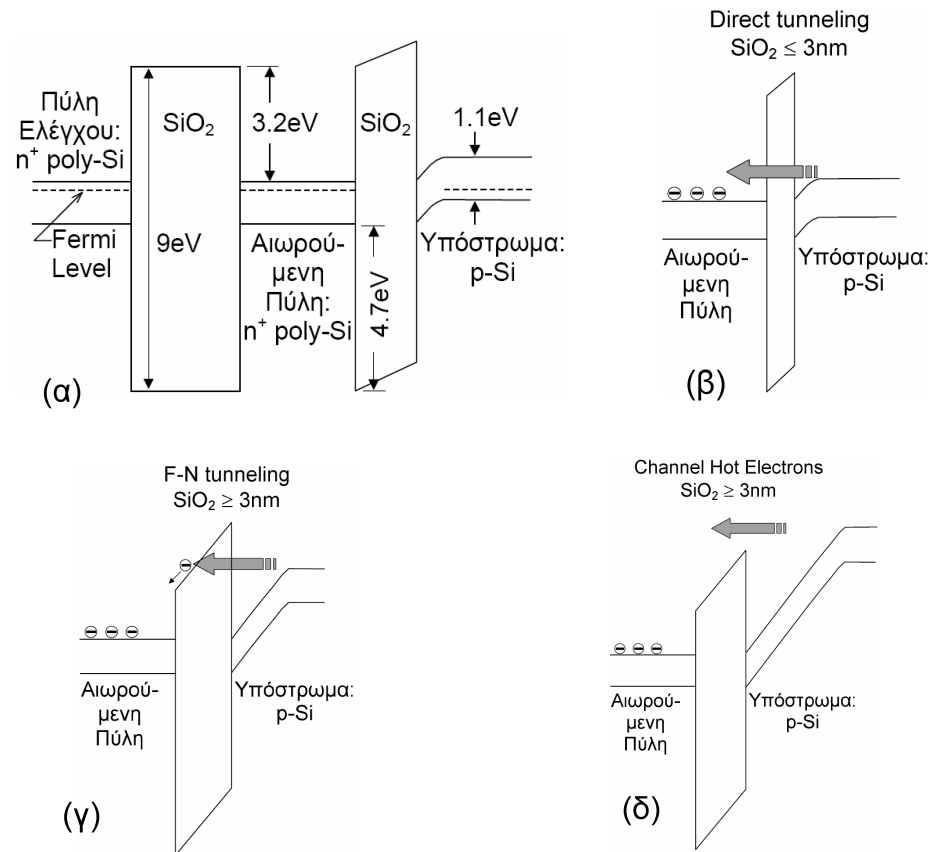 Πύλη
Ελέγχου:
n⁺ poly-Si
SiO₂
3.2eV
SiO₂
1.1eV
Fermi
Level
9eV
Αιωρού-
μενη
Πύλη:
n⁺ poly-Si
4.7eV
Υπόστρωμα:
p-Si
(α)
Direct tunneling
SiO₂ ≤ 3nm
Αιωρού-
μενη
Πύλη
Υπόστρωμα:
p-Si
(β)
F-N tunneling
SiO₂ ≥ 3nm
Αιωρού-
μενη
Πύλη
Υπόστρωμα:
p-Si
(γ)
Channel Hot Electrons
SiO₂ ≥ 3nm
Αιωρού-
μενη
Πύλη
Υπόστρωμα:
p-Si
(δ)